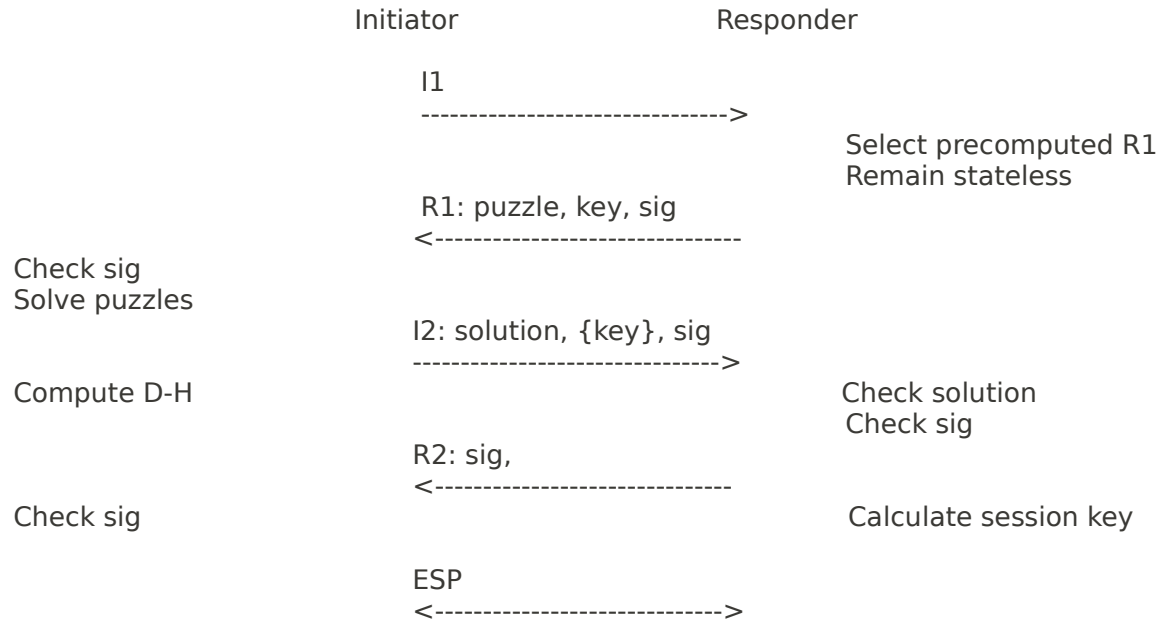 Initiator Responder
I1
-------------------------------->
Select precomputed R1
Remain stateless
R1: puzzle, key, sig
<--------------------------------
Check sig
Solve puzzles
I2: solution, {key}, sig
-------------------------------->
Compute D-H Check solution
Check sig
R2: sig,
<-------------------------------
Check sig Calculate session key
ESP
<------------------------------->